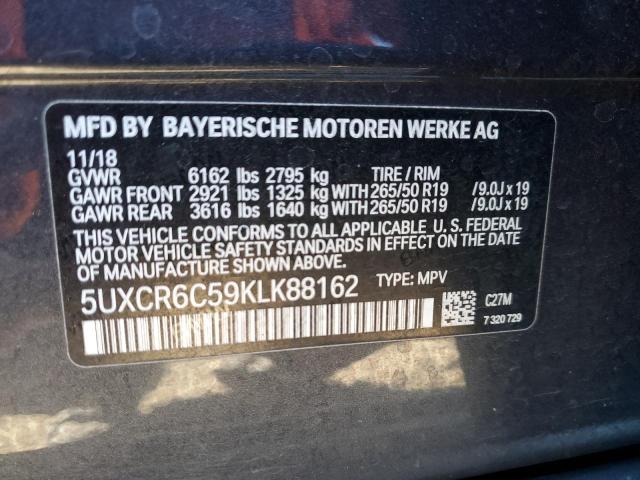 MFD BY BAYERISCHE MOTOREN WERKE AG
11/18
GVWR 6162 lbs 2795 kg TIRE / RIM
GAWR FRONT 2921 lbs 1325 kg WITH 265/50 R19 /9.0J x 19
GAWR REAR 3616 lbs 1640 kg WITH 265/50 R19 /9.0J x 19
THIS VEHICLE CONFORMS TO ALL APPLICABLE U. S. FEDERAL
MOTOR VEHICLE SAFETY STANDARDS IN EFFECT ON THE DATE
OF MANUFACTURE SHOWN ABOVE.
5UXCR6C59KLK88162 TYPE: MPV
C27M
7 320 729